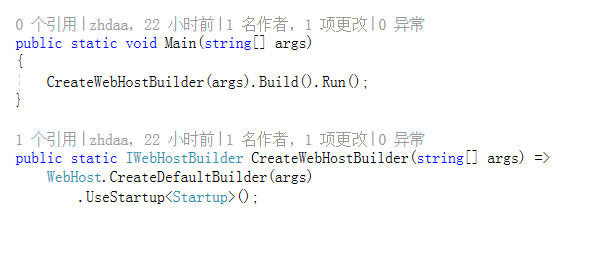 0 个引用|zhdaa, 22 小时前|1 名作者, 1 项更改|0 异常
public static void Main(string[] args)
{
    CreateWebHostBuilder(args).Build().Run();
}
1 个引用|zhdaa, 22 小时前|1 名作者, 1 项更改|0 异常
public static IWebHostBuilder CreateWebHostBuilder(string[] args) =>
    WebHost.CreateDefaultBuilder(args)
        .UseStartup<Startup>();